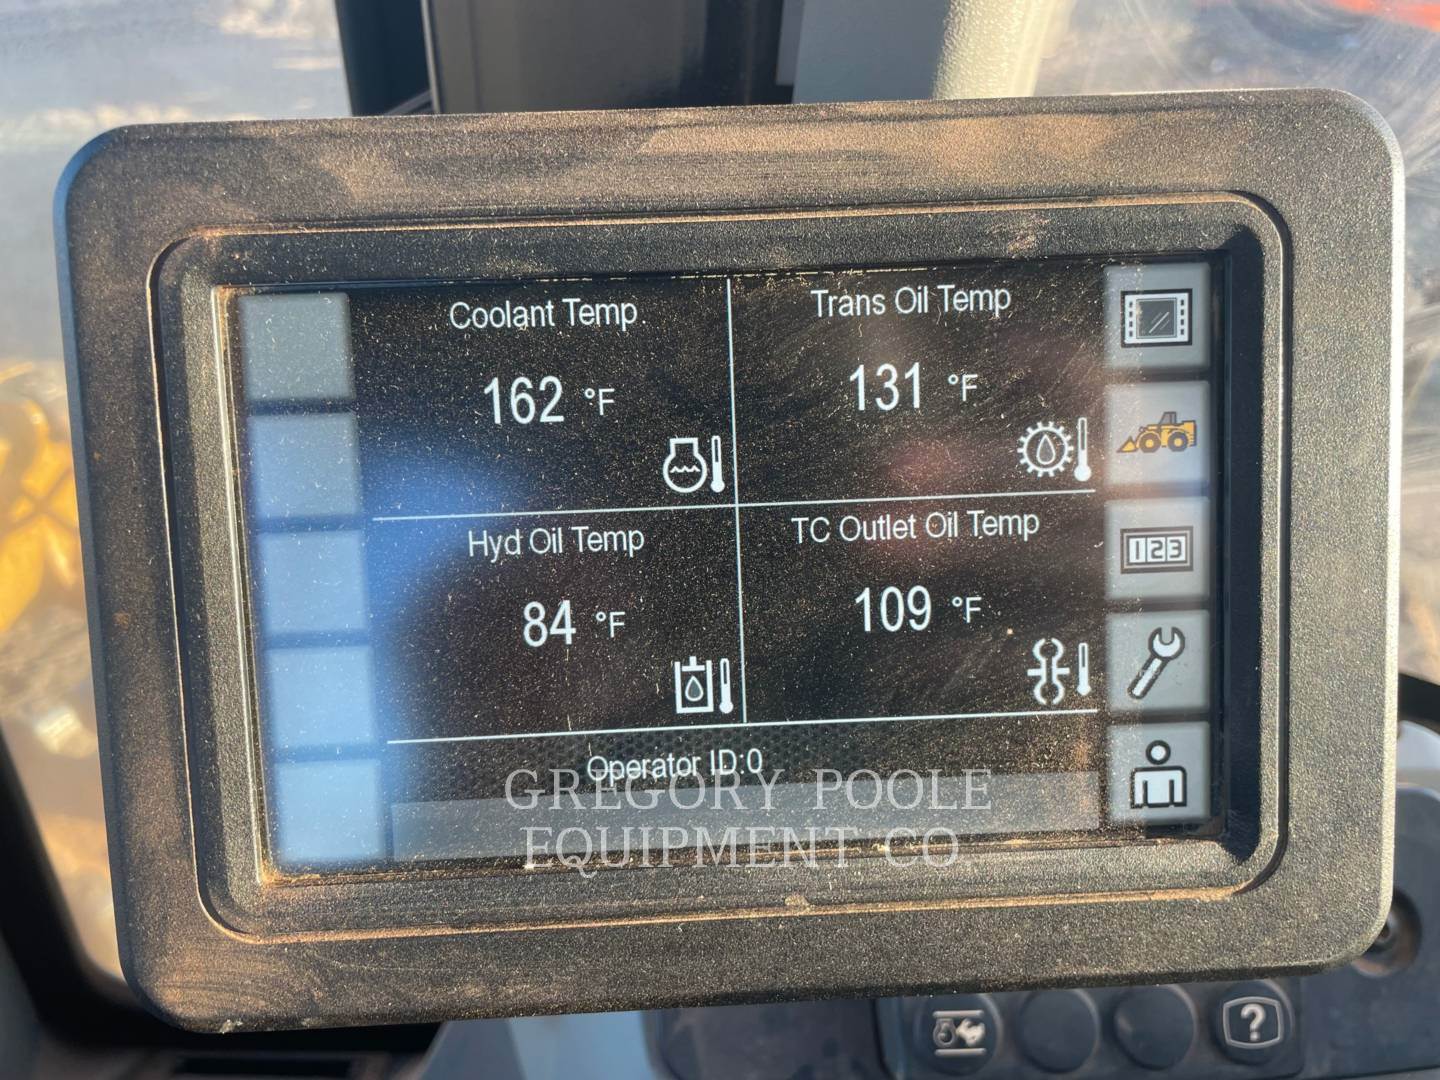 Coolant Temp
162 °F
Trans Oil Temp
131 °F
Hyd Oil Temp
84 °F
TC Outlet Oil Temp
109 °F
123
Operator ID:0
GREGORY POOLE
EQUIPMENT CO.
?